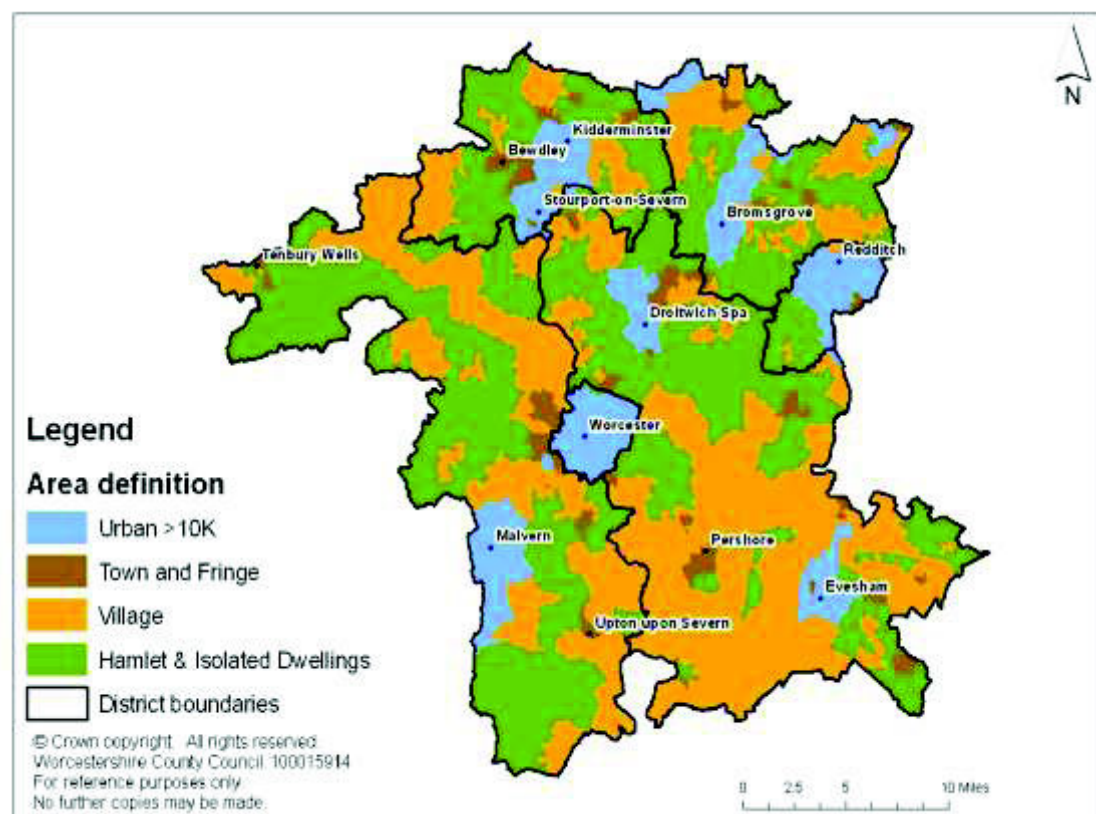 N
Kidderminster
Bewdley
Stourport-on-Severn
Bromsgrove
Redditch
Tenbury Wells
Droitwich Spa
Worcester
Malvern
Pershore
Evesham
Upton upon Severn
Legend
Area definition
Urban >10K
Town and Fringe
Village
Hamlet & Isolated Dwellings
District boundaries
© Crown copyright. All rights reserved.
Worcestershire County Council 100015914
For reference purposes only
No further copies may be made.
0 2.5 5 10 Miles